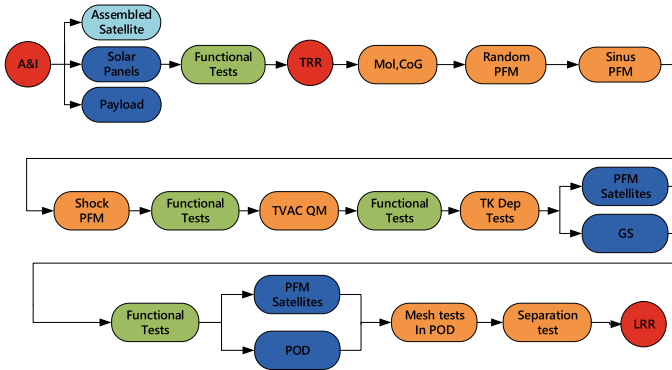 A&I
Assembled
Satellite
Solar
Panels
Payload
Functional
Tests
TRR
MoI,CoG
Random
PFM
Sinus
PFM
Shock
PFM
Functional
Tests
TVAC QM
Functional
Tests
TK Dep
Tests
PFM
Satellites
GS
Functional
Tests
PFM
Satellites
POD
Mesh tests
In POD
Separation
test
LRR